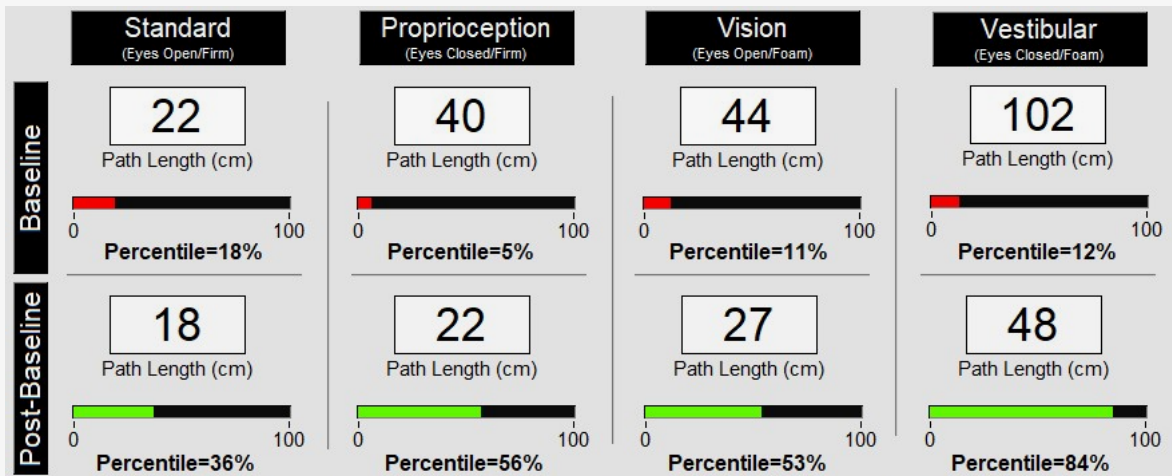 Standard
(Eyes Open/Firm)
Proprioception
(Eyes Closed/Firm)
Vision
(Eyes Open/Foam)
Vestibular
(Eyes Closed/Foam)
Baseline
22
Path Length (cm)
0 100
Percentile=18%
40
Path Length (cm)
0 100
Percentile=5%
44
Path Length (cm)
0 100
Percentile=11%
102
Path Length (cm)
0 100
Percentile=12%
Post-Baseline
18
Path Length (cm)
0 100
Percentile=36%
22
Path Length (cm)
0 100
Percentile=56%
27
Path Length (cm)
0 100
Percentile=53%
48
Path Length (cm)
0 100
Percentile=84%